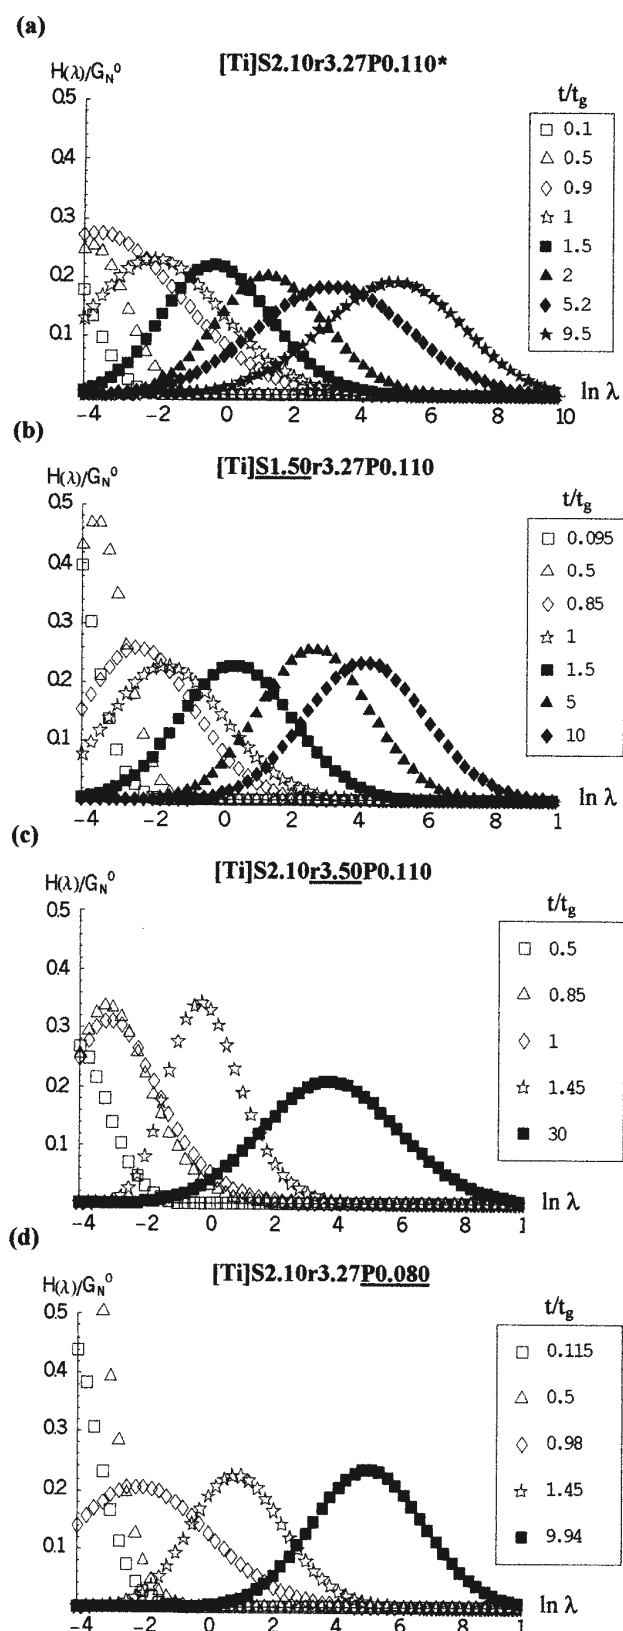 (a)
[Ti]S2.10r3.27P0.110*
H(λ)/G_N^0
t/t_g
0.5
0.4
0.3
0.2
0.1
0.1
0.5
0.9
1
1.5
2
5.2
9.5
-4 -2 0 2 4 6 8 10 ln λ
(b)
[Ti]S1.50r3.27P0.110
H(λ)/G_N^0
t/t_g
0.5
0.4
0.3
0.2
0.1
0.095
0.5
0.85
1
1.5
5
10
-4 -2 0 2 4 6 8 1 ln λ
(c)
[Ti]S2.10r3.50P0.110
H(λ)/G_N^0
t/t_g
0.5
0.4
0.3
0.2
0.1
0.5
0.85
1
1.45
30
-4 -2 0 2 4 6 8 1 ln λ
(d)
[Ti]S2.10r3.27P0.080
H(λ)/G_N^0
t/t_g
0.5
0.4
0.3
0.2
0.1
0.115
0.5
0.98
1.45
9.94
-4 -2 0 2 4 6 8 1 ln λ